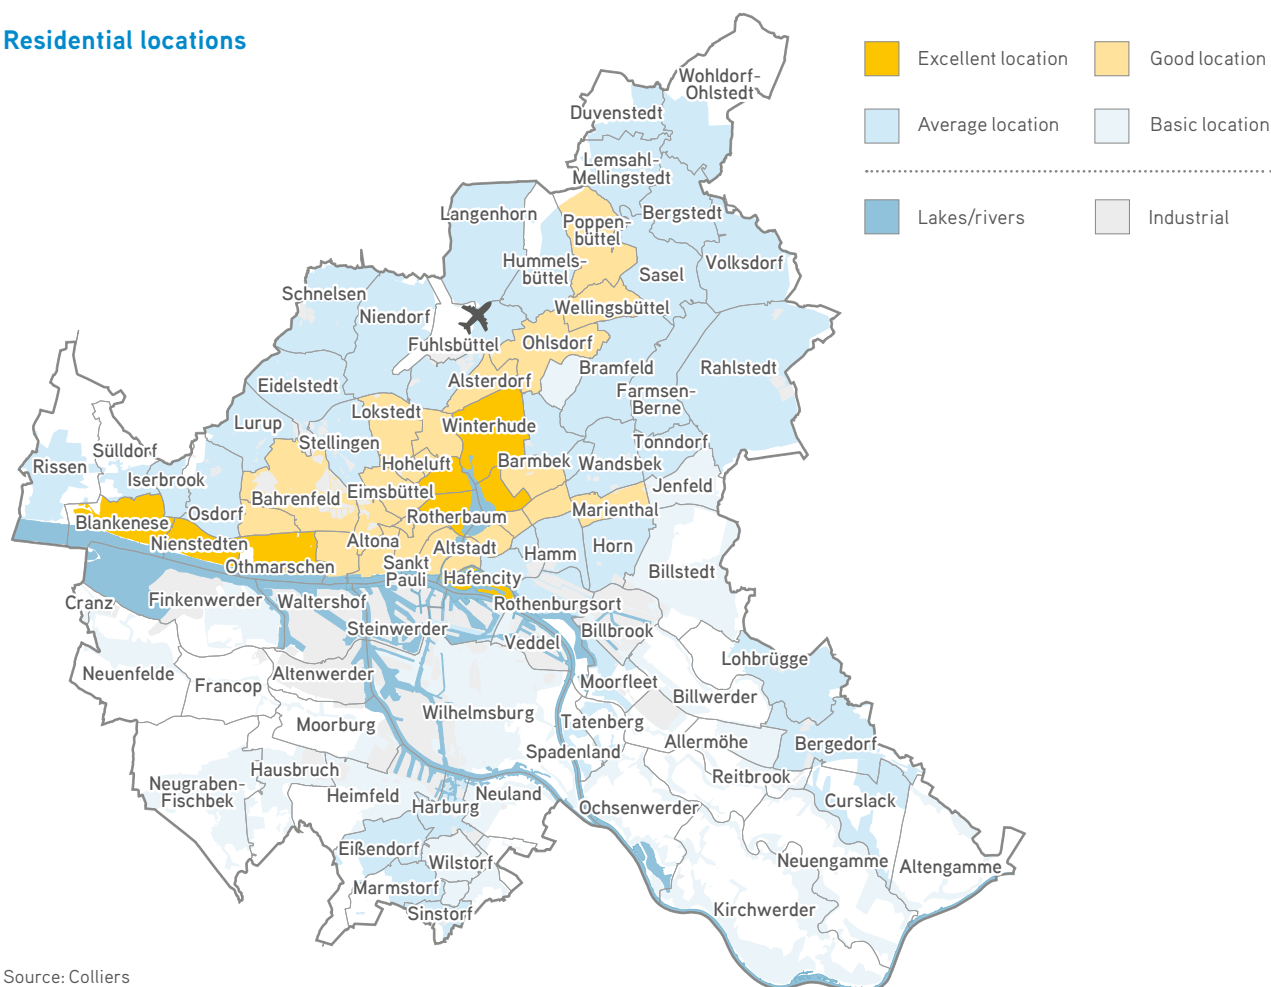 Residential locations
Excellent location
Good location
Average location
Basic location
Lakes/rivers
Industrial
Wohldorf-
Ohlstedt
Duvenstedt
Lemsahl-
Mellingstedt
Langenhorn
Poppen-
büttel
Bergstedt
Hummels-
büttel
Sasel
Volksdorf
Schnelsen
Niendorf
Wellingsbüttel
Fuhlsbüttel
Ohlsdorf
Bramfeld
Rahlstedt
Eidelstedt
Alsterdorf
Farmsen-
Berne
Lokstedt
Lurup
Winterhude
Stellingen
Tonndorf
Sülldorf
Rissen
Hoheluft
Barmbek
Wandsbek
Iserbrook
Jenfeld
Bahrenfeld
Eimsbüttel
Osdorf
Marienthal
Blankenese
Rotherbaum
Nienstedten
Altona
Altstadt
Hamm
Horn
Othmarschen
Sankt
Pauli
Hafencity
Billstedt
Cranz
Finkenwerder
Waltershof
Rothenburgsort
Steinwerder
Billbrook
Veddel
Lohbrügge
Neuenfelde
Francop
Altenwerder
Moorfleet
Billwerder
Moorburg
Wilhelmsburg
Tatenberg
Allermöhe
Bergedorf
Spadenland
Hausbruch
Reitbrook
Neugraben-
Fischbek
Heimfeld
Harburg
Neuland
Ochsenwerder
Curslack
Eißendorf
Wilstorf
Neuengamme
Altengamme
Marmstorf
Sinstorf
Kirchwerder
Source: Colliers